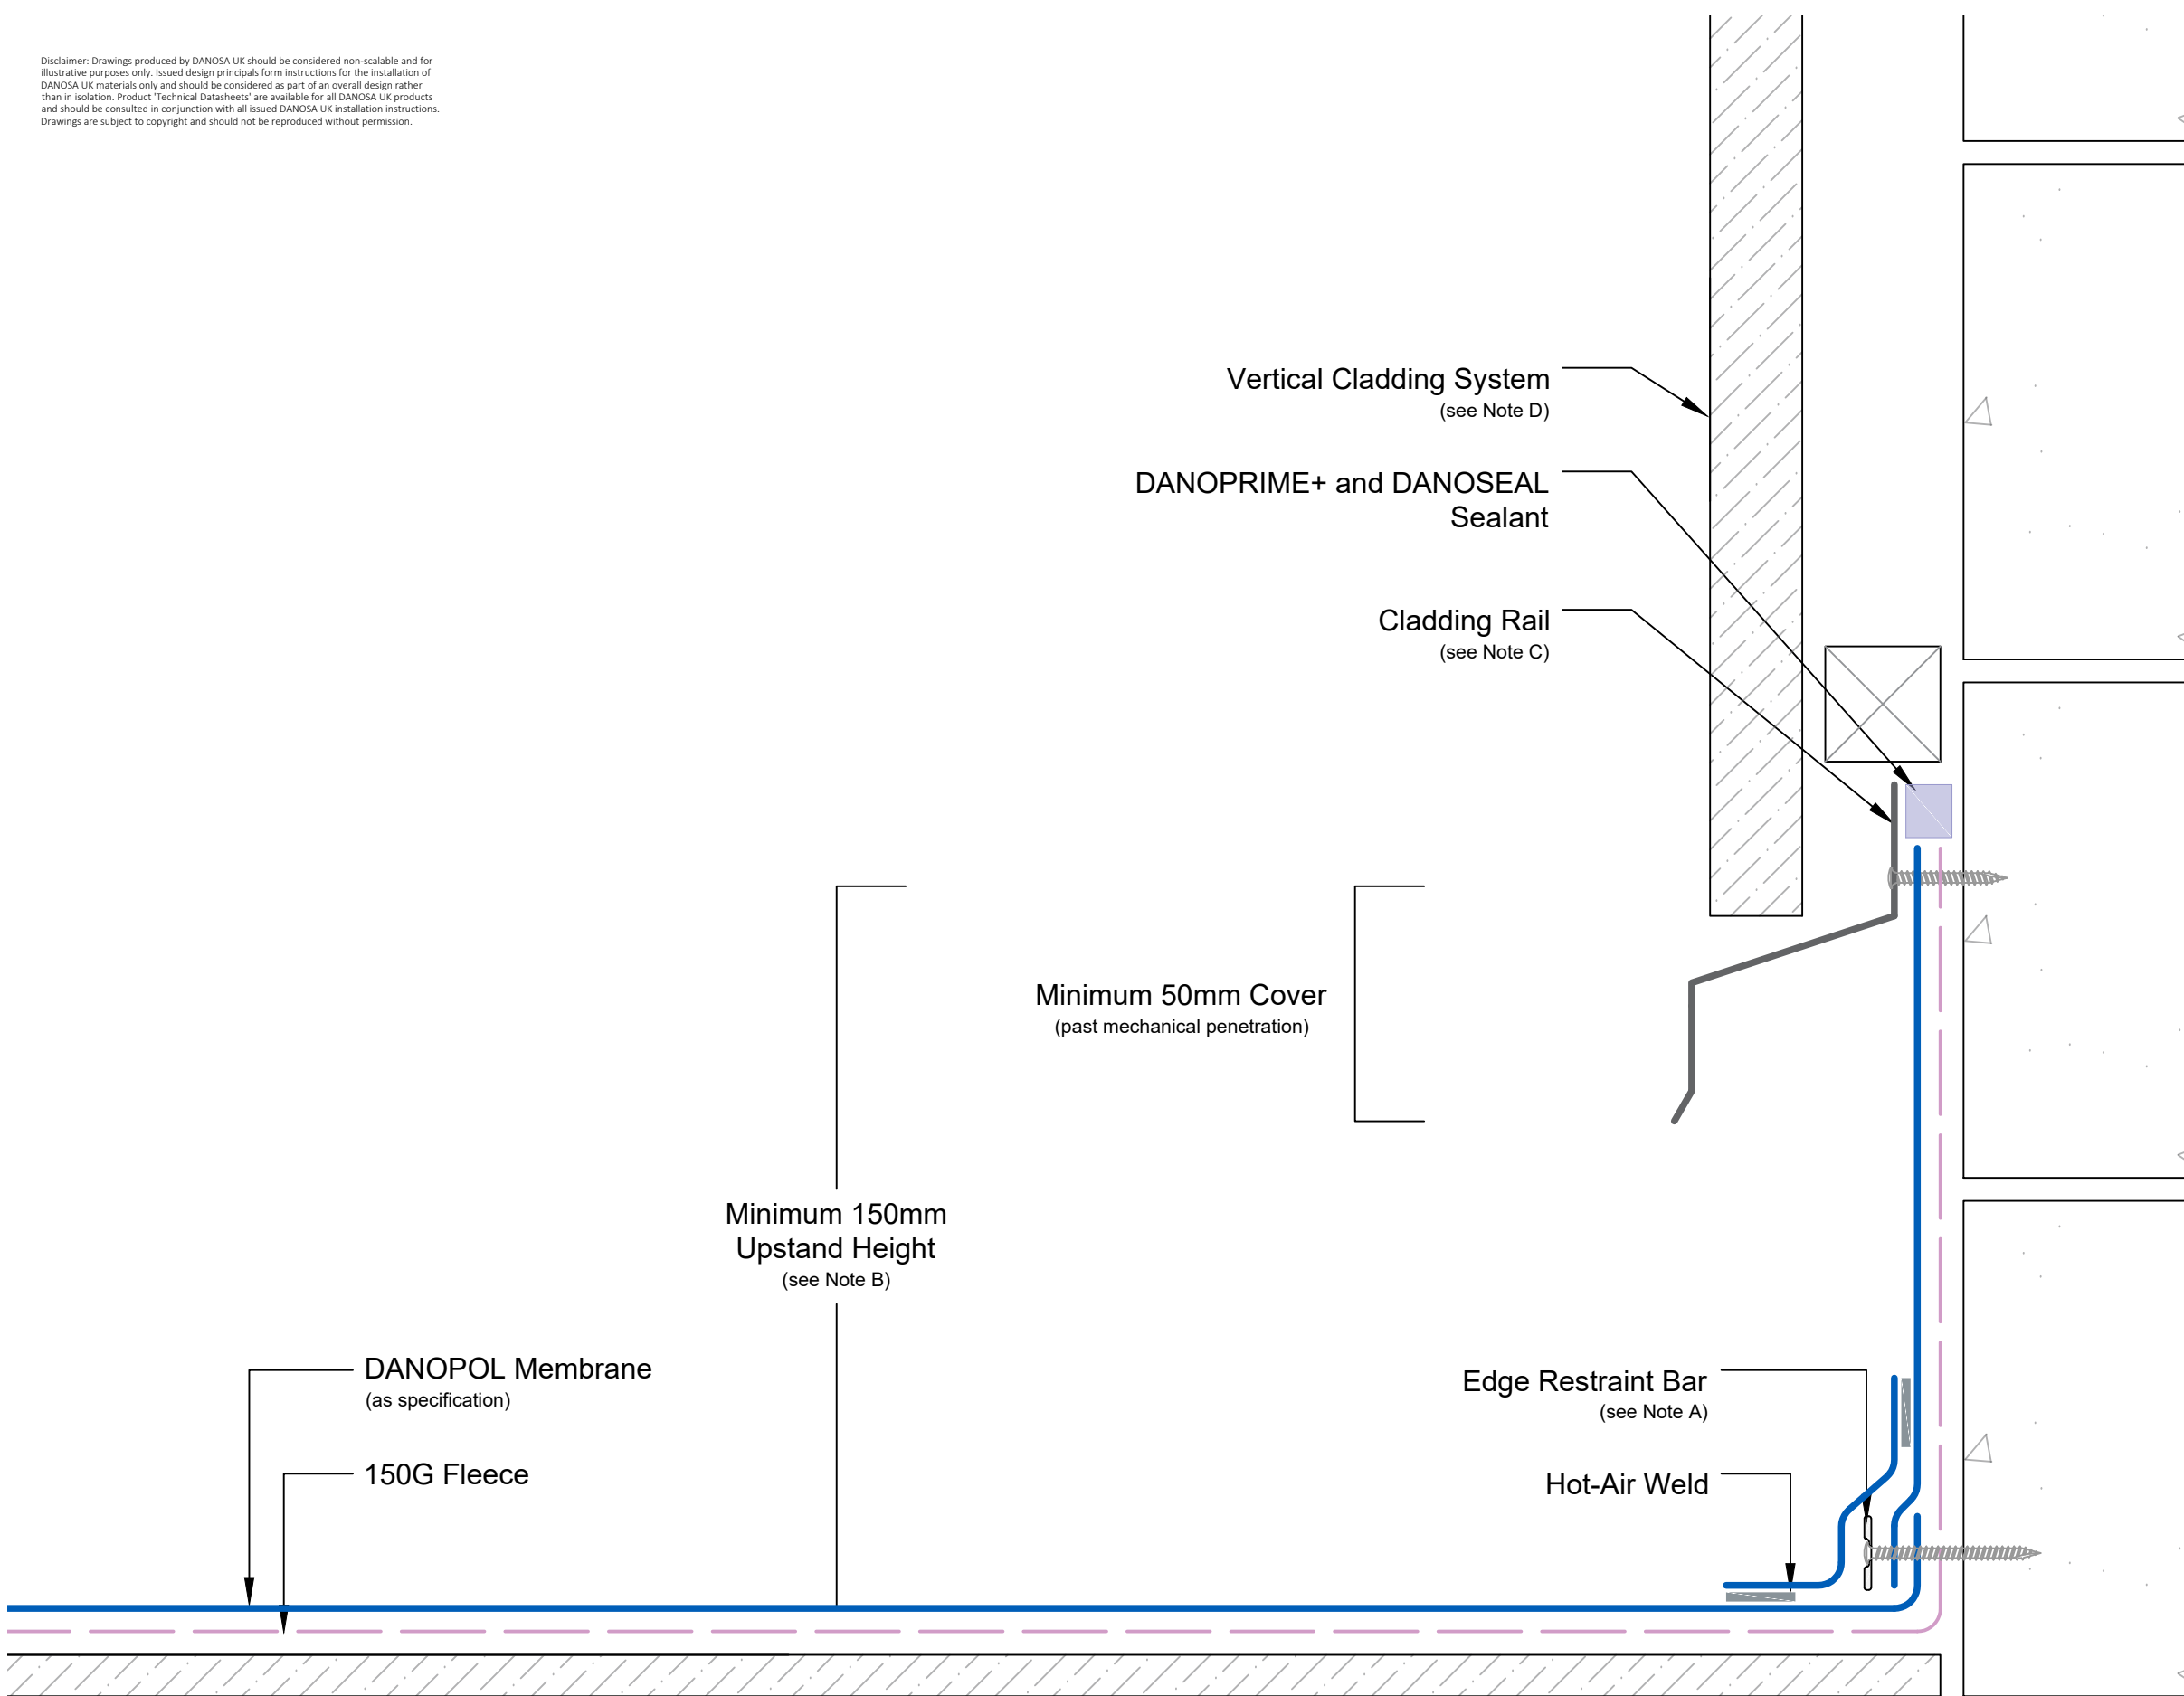 Disclaimer: Drawings produced by DANOSA UK should be considered non-scalable and for
illustrative purposes only. Issued design principals form instructions for the installation of
DANOSA UK materials only and should be considered as part of an overall design rather
than in isolation. Product 'Technical Datasheets' are available for all DANOSA UK products
and should be consulted in conjunction with all issued DANOSA UK installation instructions.
Drawings are subject to copyright and should not be reproduced without permission.
Vertical Cladding System
(see Note D)
DANOPRIME+ and DANOSEAL
Sealant
Cladding Rail
(see Note C)
Minimum 50mm Cover
(past mechanical penetration)
Minimum 150mm
Upstand Height
(see Note B)
DANOPOL Membrane
(as specification)
150G Fleece
Edge Restraint Bar
(see Note A)
Hot-Air Weld